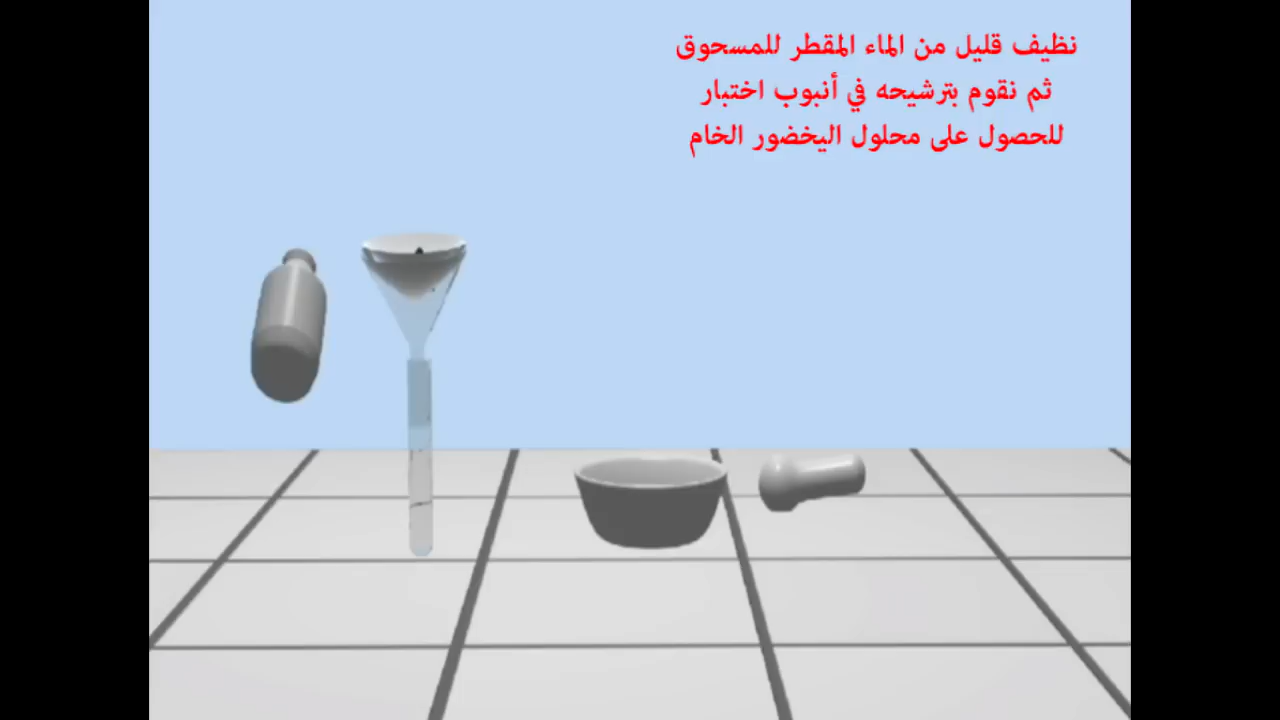 نظيف قليل من الماء المقطر للمسحوق
ثم نقوم بترشيحه في أنبوب اختبار
للحصول على محلول اليخضور الخام